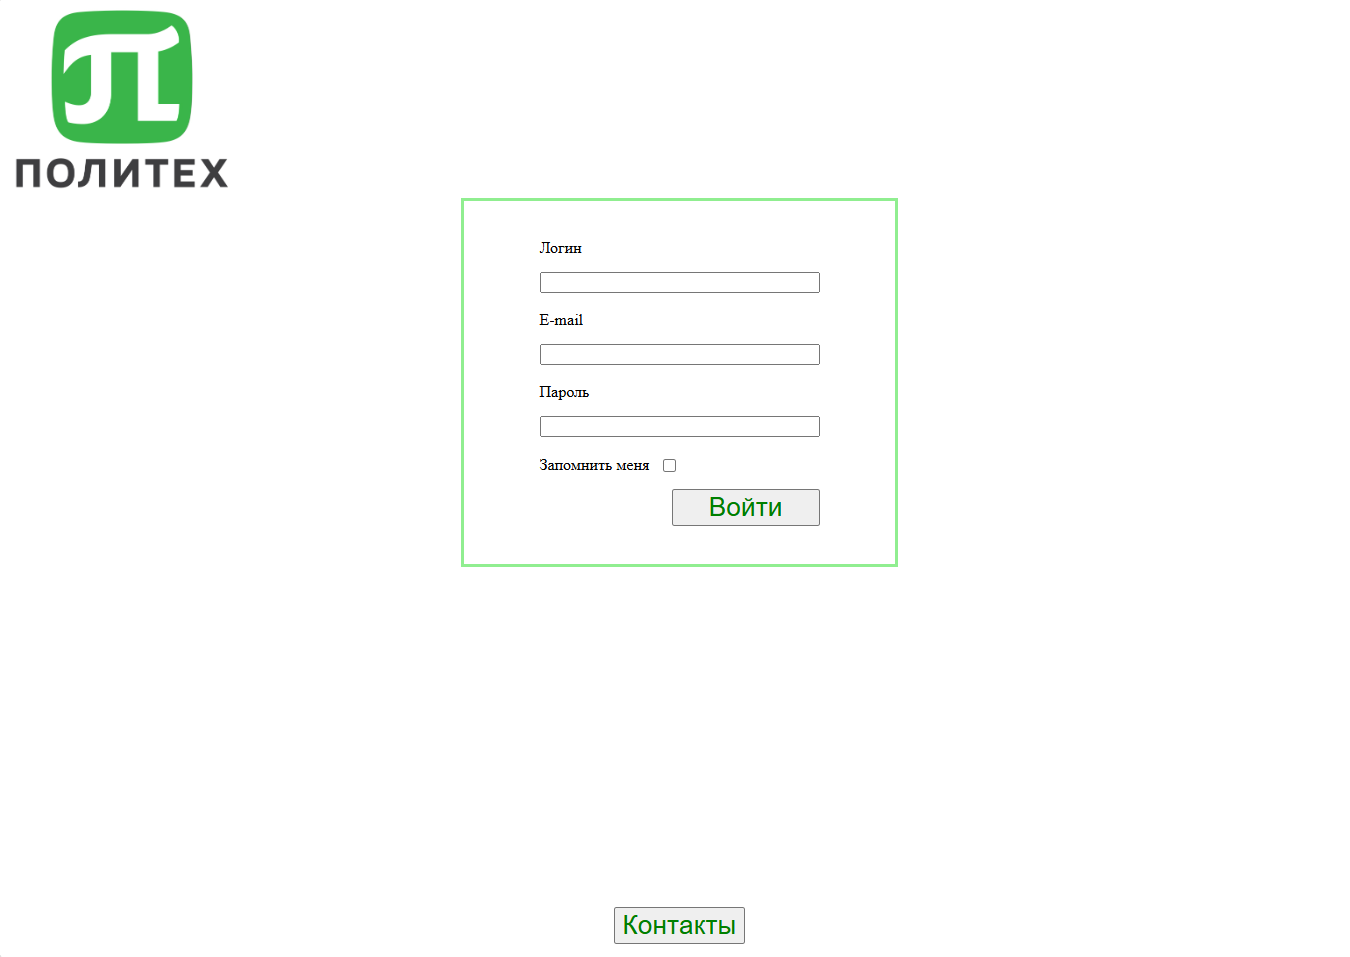 ПОЛИТЕХ
Логин
E-mail
Пароль
Запомнить меня
Войти
Контакты